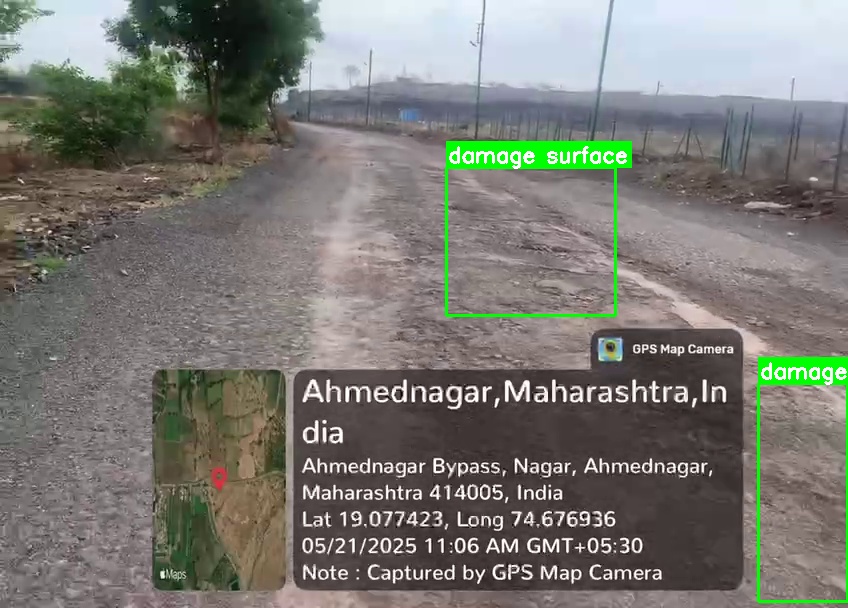 damage surface
GPS Map Camera
damage
Ahmednagar,Maharashtra,In
dia
Ahmednagar Bypass, Nagar, Ahmednagar,
Maharashtra 414005, India
Lat 19.077423, Long 74.676936
05/21/2025 11:06 AM GMT+05:30
Note : Captured by GPS Map Camera
Maps